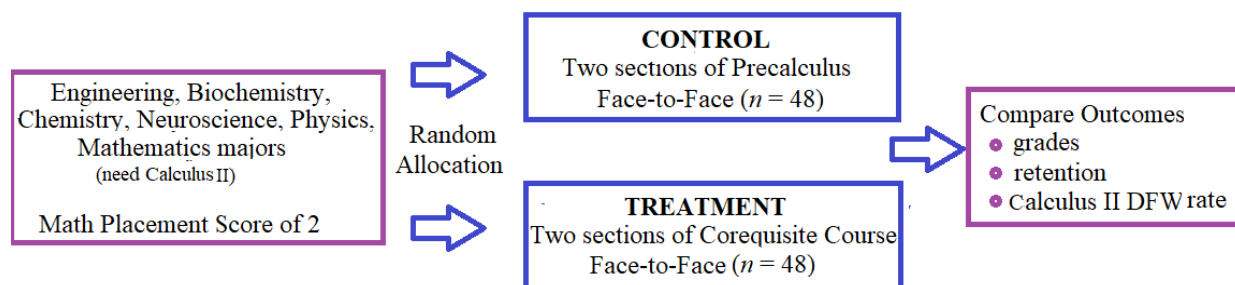 Engineering, Biochemistry,
Chemistry, Neuroscience, Physics,
Mathematics majors
(need Calculus II)
Math Placement Score of 2
Random
Allocation
CONTROL
Two sections of Precalculus
Face-to-Face (n = 48)
TREATMENT
Two sections of Corequisite Course
Face-to-Face (n = 48)
Compare Outcomes
grades
retention
Calculus II DFW rate